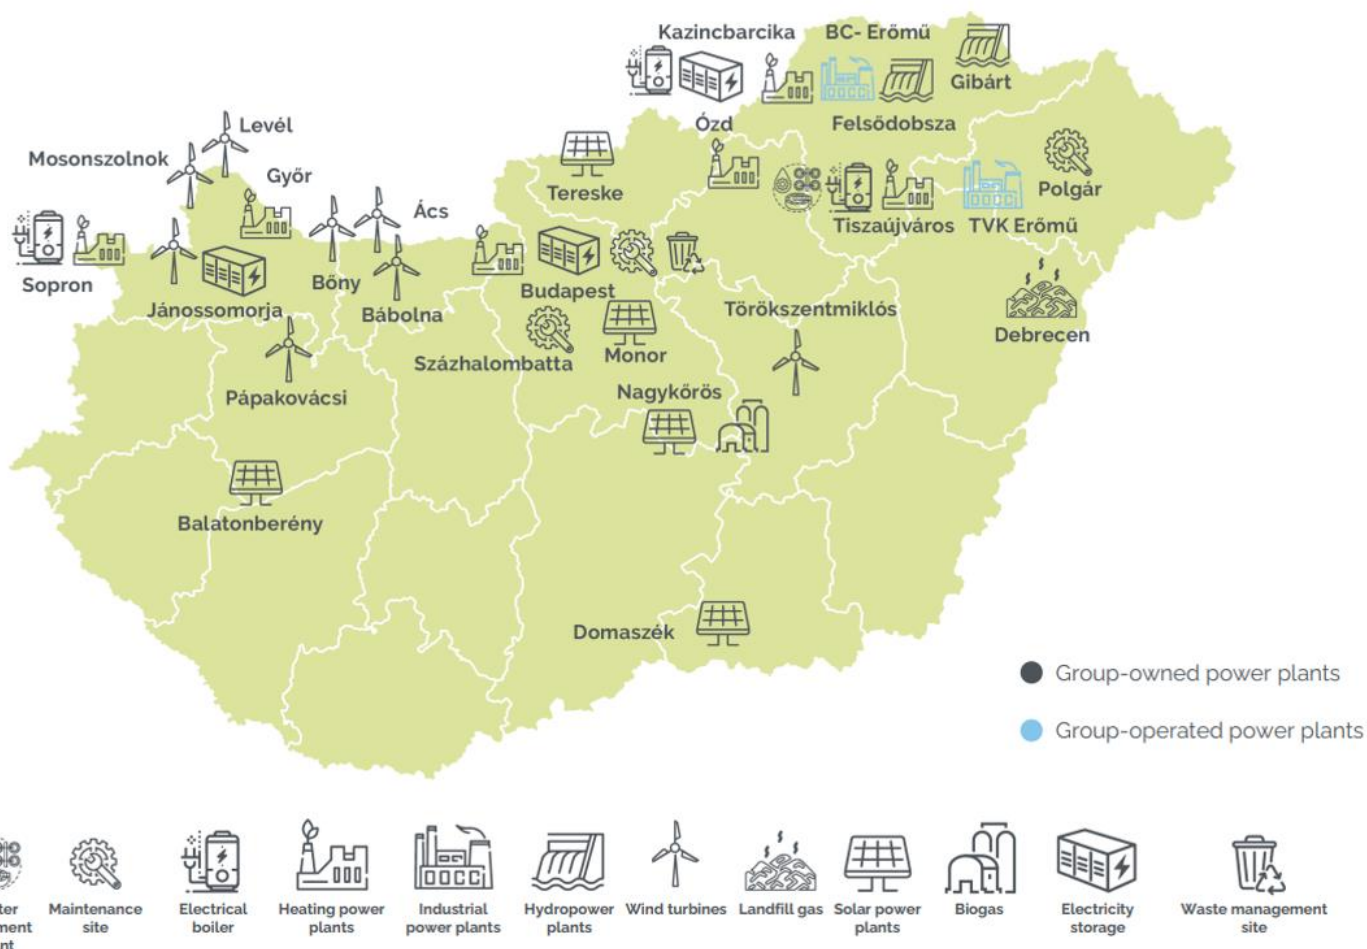 Kazincbarcika
BC- Erőmű
Gibárt
Levél
Ózd
Felsődobsza
Mosonszolnok
Győr
Tereske
Polgár
Ács
Tiszaújváros
TVK Erőmű
Sopron
Bőny
Budapest
Jánossomorja
Bábolna
Törökszentmiklós
Debrecen
Százhalombatta
Monor
Pápakovácsi
Nagykőrös
Balatonberény
Domaszék
Group-owned power plants
Group-operated power plants
Maintenance
site
Electrical
boiler
Heating power
plants
Industrial
power plants
Hydropower
plants
Wind turbines
Landfill gas
Solar power
plants
Biogas
Electricity
storage
Waste management
site